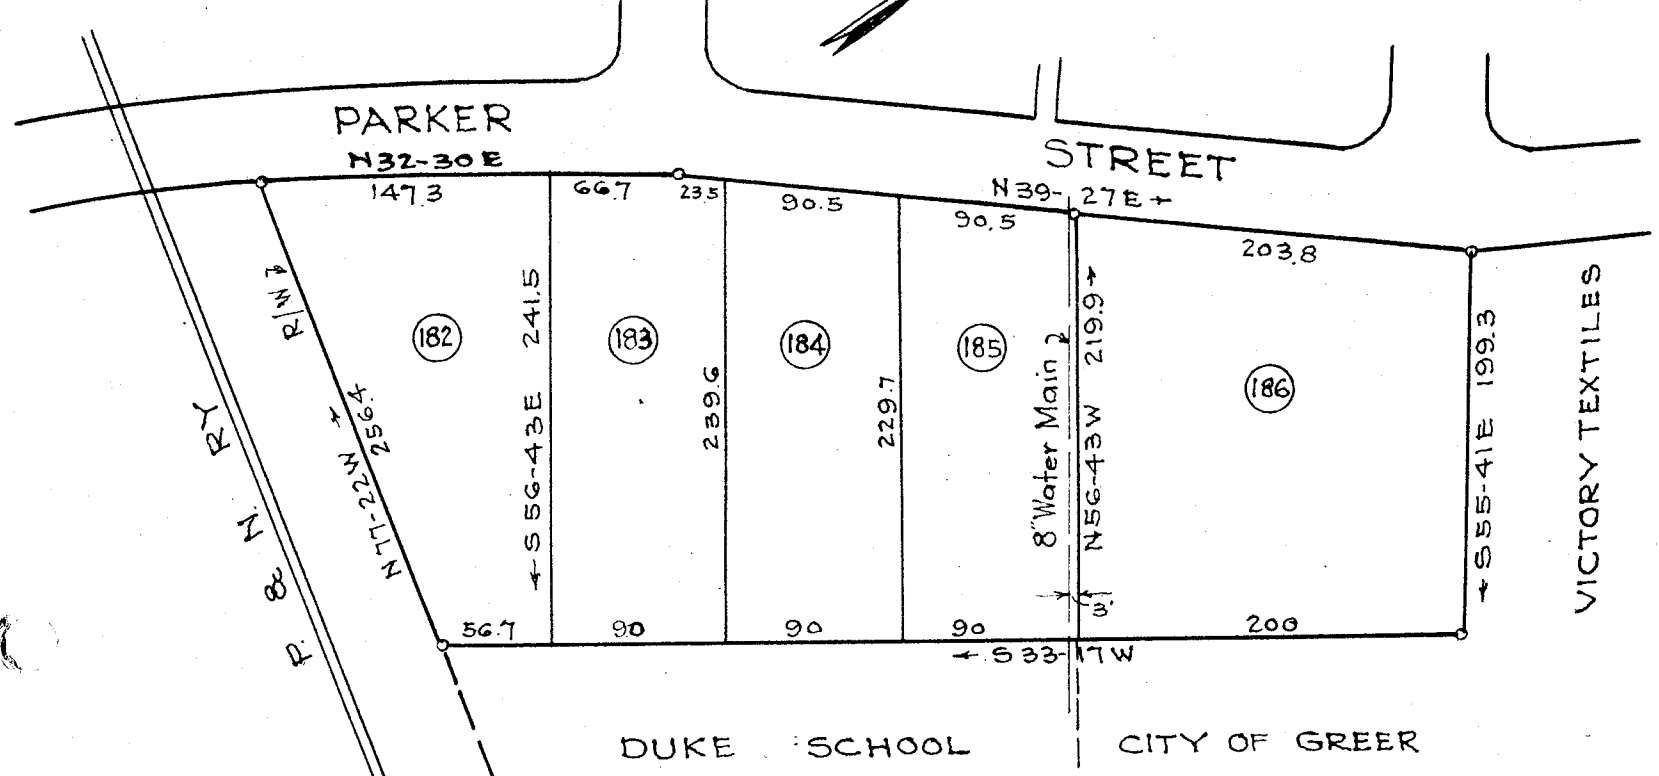 PARKER
STREET
N32-30E
147.3
66.7
23.5
90.5
90.5
N39-27E
203.8
R/W
N77-22W 256.4
182
S56-43E 241.5
183
239.6
184
229.7
185
8" Water Main
N56-43W 219.9
3'
186
S55-41E 199.3
VICTORY TEXTILES
P. & N. RY
56.7
90
90
90
200
S33-17W
DUKE SCHOOL
CITY OF GREER